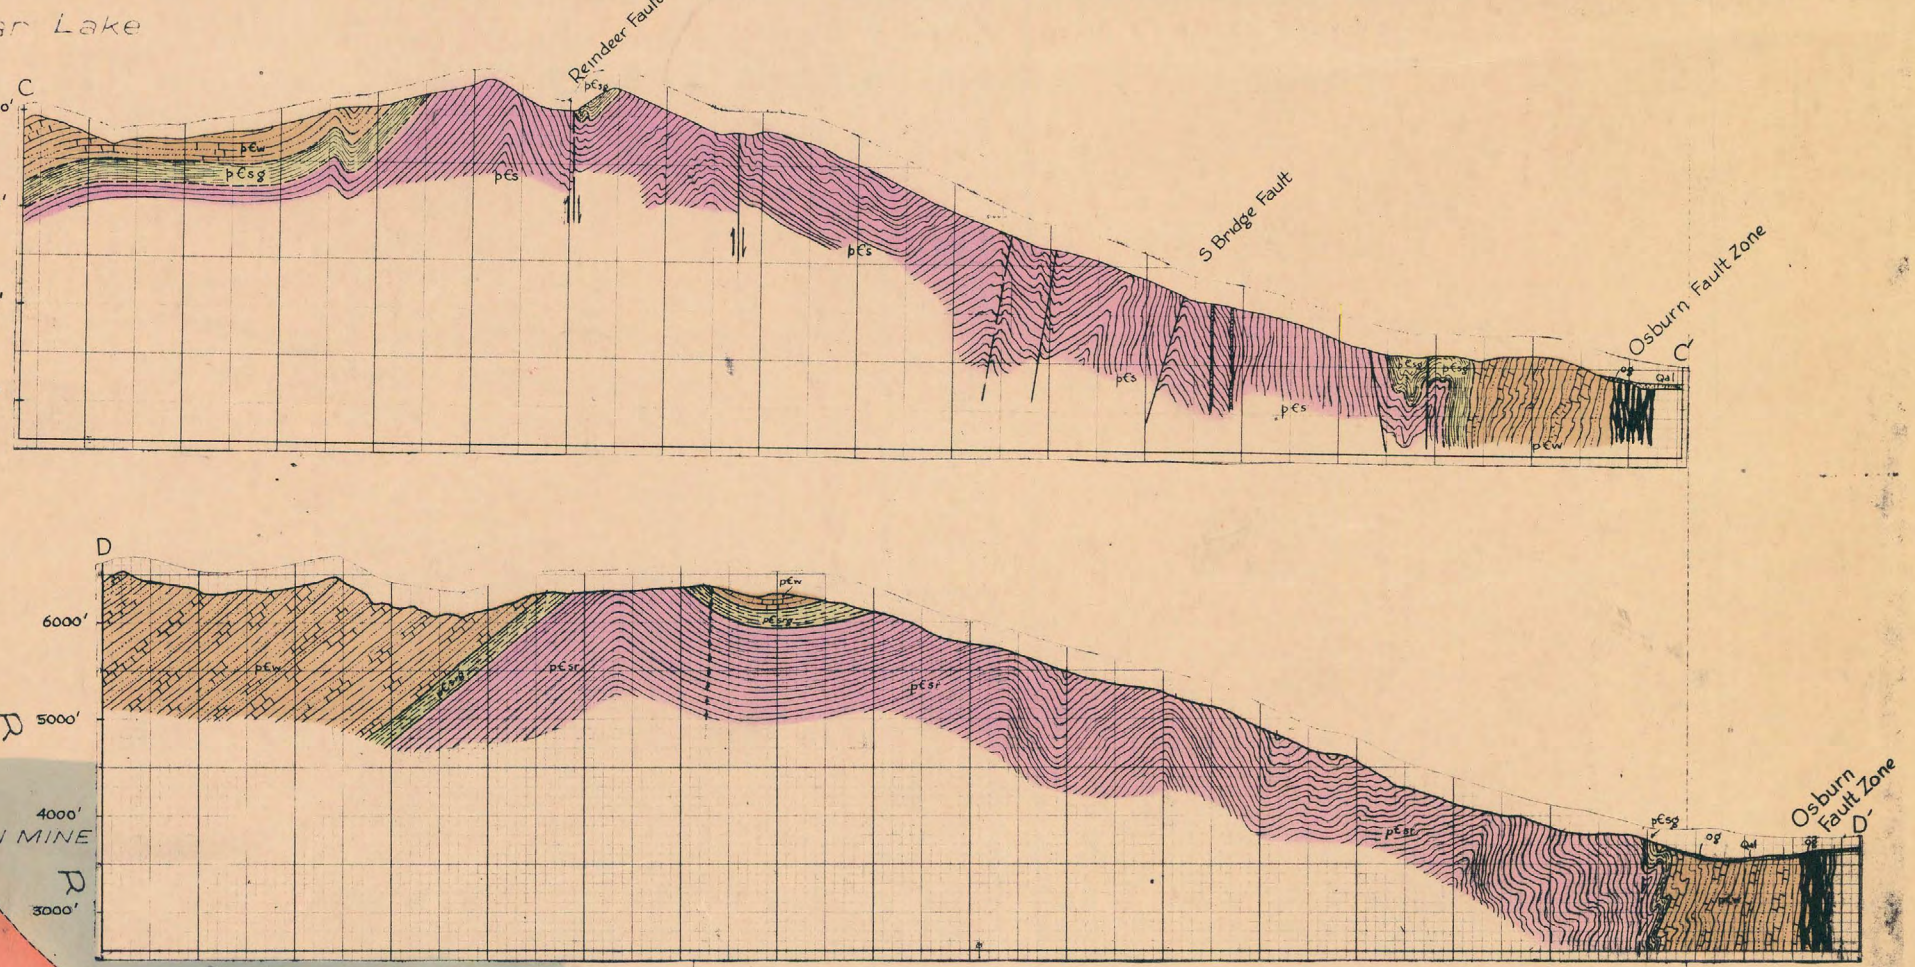 Lake
C
Reindeer Fault
p€sg
p€w
p€sg
p€s
p€s
S Bridge Fault
Osburn Fault Zone
C'
p€s
p€s
p€sg
p€sg
og
Qal
p€w
D
6000'
p€w
p€w
p€sg
p€sr
p€sg
p€sr
5000'
R
4000'
MINE
p€sr
p€sg
og
Qal
og
Osburn
Fault Zone
D'
R
3000'
p€w